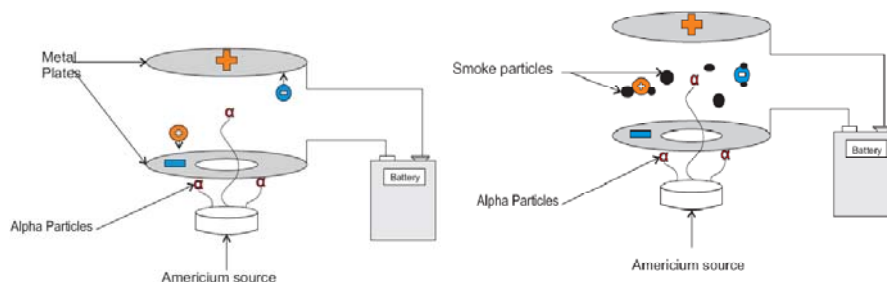 Metal
Plates
α
Battery
α
α
Alpha Particles
Americium source
Smoke particles
α
Battery
α
α
Alpha Particles
Americium source